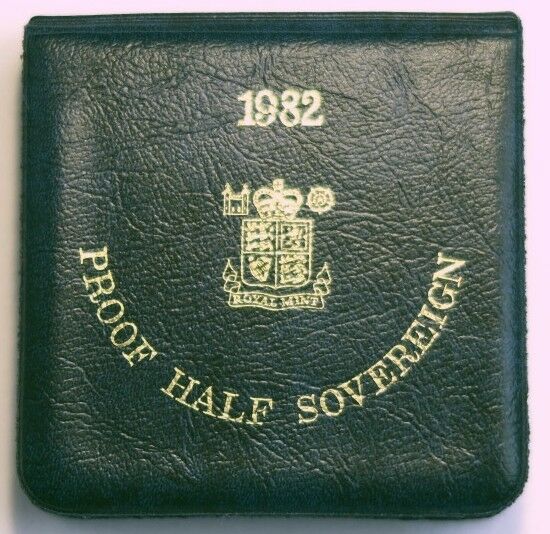 1982
ROYAL MINT
PROOF HALF SOVEREIGN